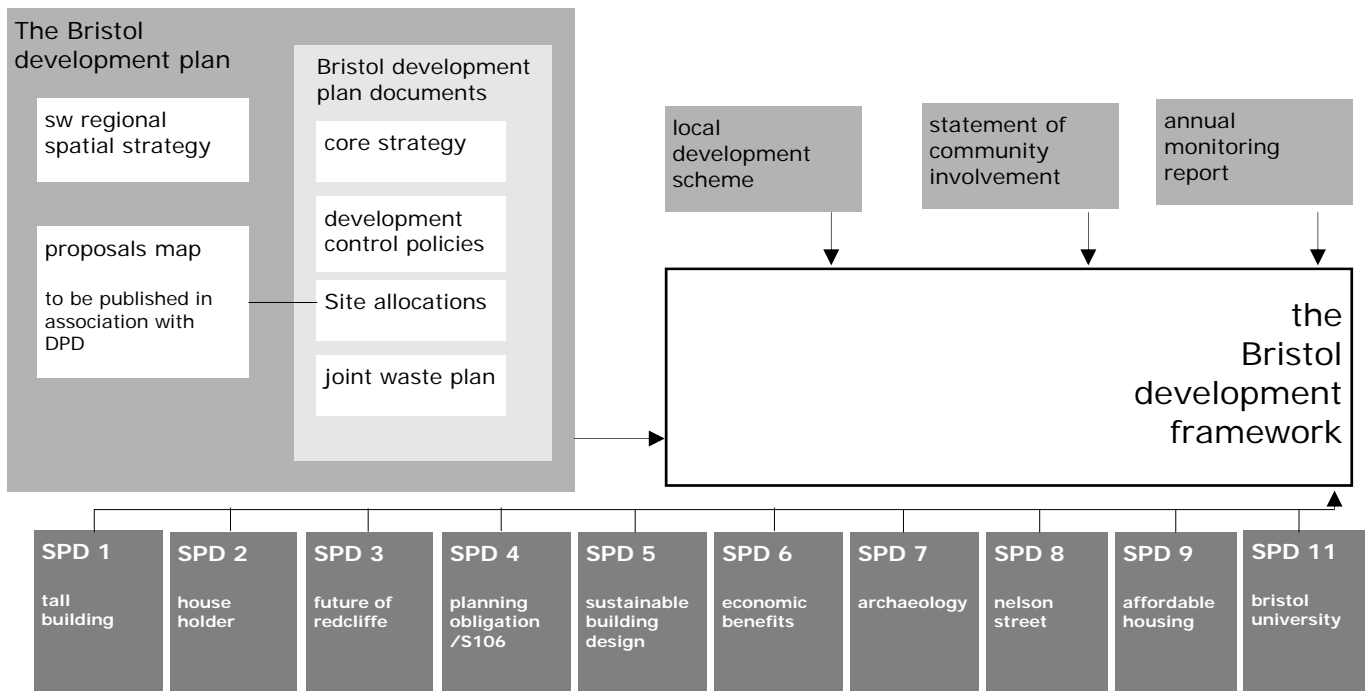 The Bristol
development plan
sw regional
spatial strategy
proposals map
to be published in
association with
DPD
Bristol development
plan documents
core strategy
development
control policies
Site allocations
joint waste plan
local
development
scheme
statement of
community
involvement
annual
monitoring
report
the
Bristol
development
framework
SPD 1
tall
building
SPD 2
house
holder
SPD 3
future of
redcliffe
SPD 4
planning
obligation
/S106
SPD 5
sustainable
building
design
SPD 6
economic
benefits
SPD 7
archaeology
SPD 8
nelson
street
SPD 9
affordable
housing
SPD 11
bristol
university